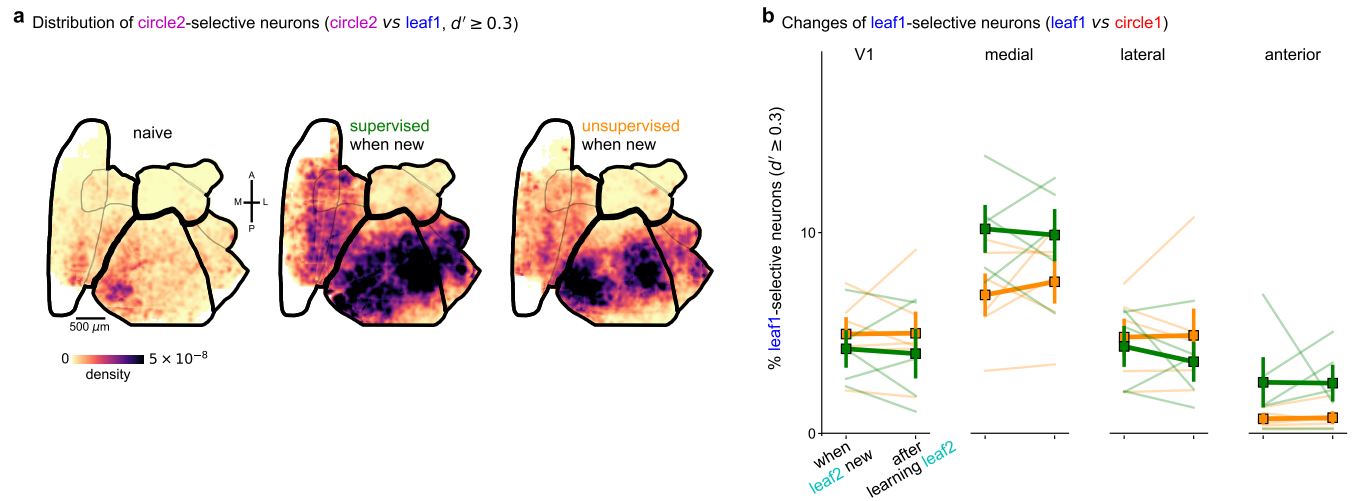 a Distribution of circle2-selective neurons (circle2 vs leaf1, d′ ≥ 0.3)
naive
supervised
when new
unsupervised
when new
A
M L
P
500 μm
0 5 × 10⁻⁸
density
b Changes of leaf1-selective neurons (leaf1 vs circle1)
V1 medial lateral anterior
% leaf1-selective neurons (d′ ≥ 0.3)
10
0
when
leaf2 new
after
learning leaf2